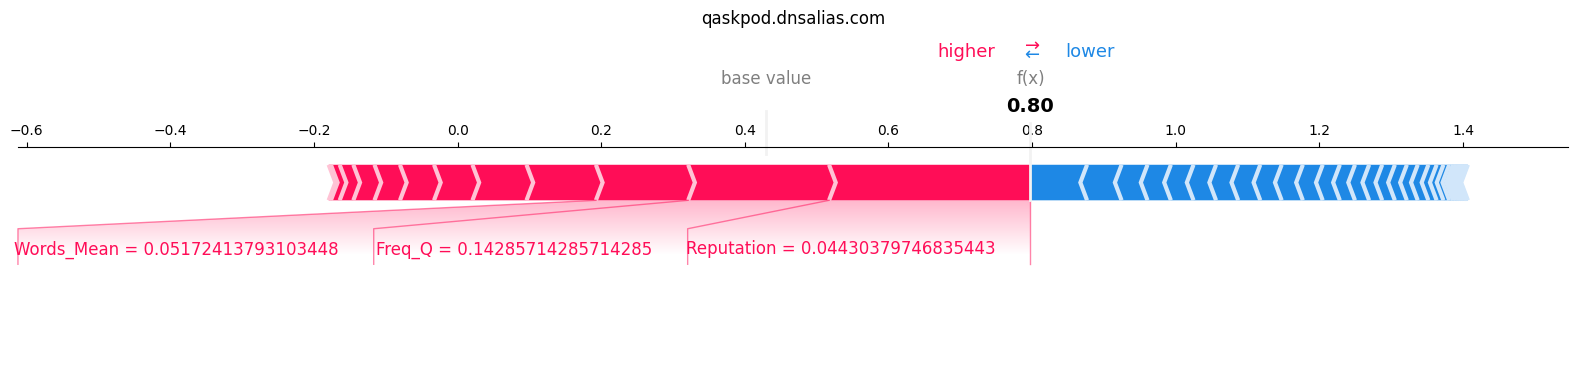 qaskpod.dnsalias.com
higher ⇄ lower
base value f(x)
0.80
−0.6 −0.4 −0.2 0.0 0.2 0.4 0.6 0.8 1.0 1.2 1.4
Words_Mean = 0.05172413793103448 Freq_Q = 0.14285714285714285 Reputation = 0.04430379746835443